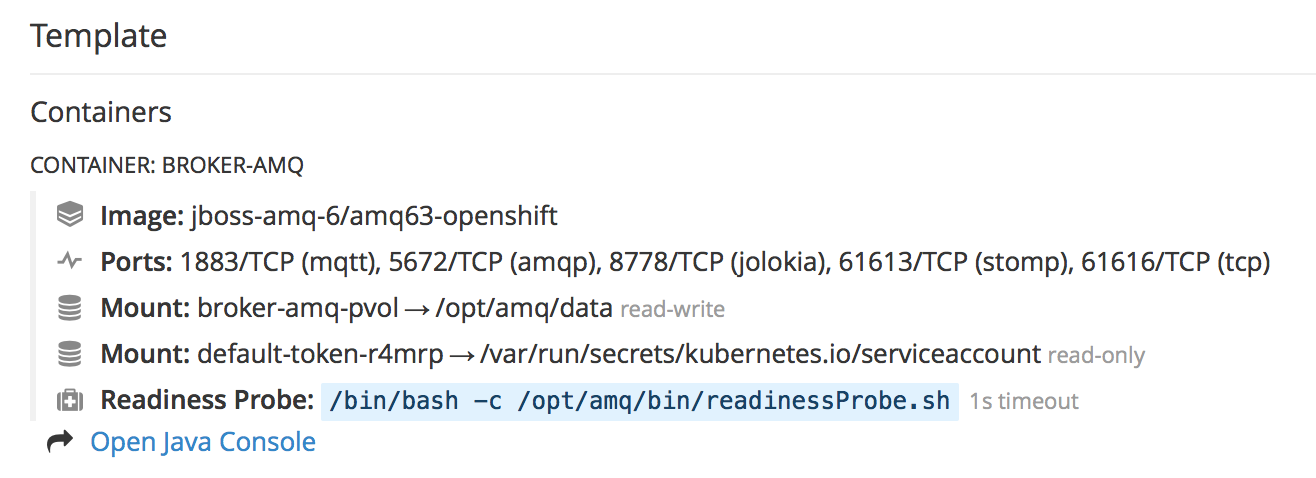 Template
Containers
CONTAINER: BROKER-AMQ
Image: jboss-amq-6/amq63-openshift
Ports: 1883/TCP (mqtt), 5672/TCP (amqp), 8778/TCP (jolokia), 61613/TCP (stomp), 61616/TCP (tcp)
Mount: broker-amq-pvol → /opt/amq/data read-write
Mount: default-token-r4mrp → /var/run/secrets/kubernetes.io/serviceaccount read-only
Readiness Probe: /bin/bash -c /opt/amq/bin/readinessProbe.sh 1s timeout
Open Java Console